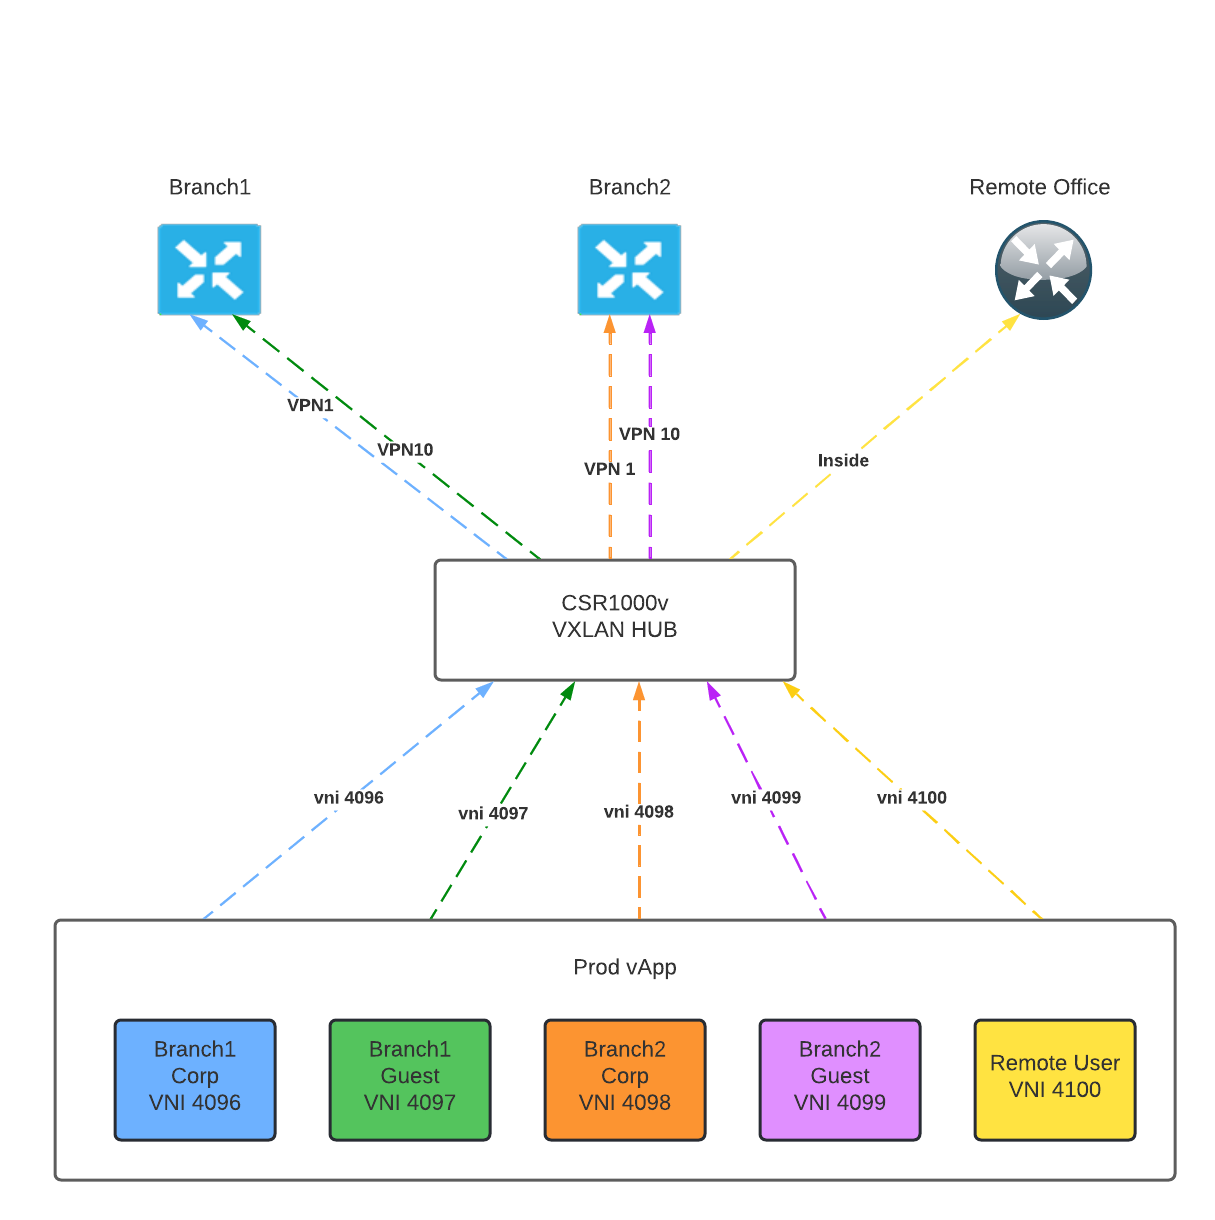 Branch1
Branch2
Remote Office
VPN1
VPN 10
VPN10
Inside
VPN 1
CSR1000v
VXLAN HUB
vni 4096
vni 4097
vni 4098
vni 4099
vni 4100
Prod vApp
Branch1
Corp
VNI 4096
Branch1
Guest
VNI 4097
Branch2
Corp
VNI 4098
Branch2
Guest
VNI 4099
Remote User
VNI 4100